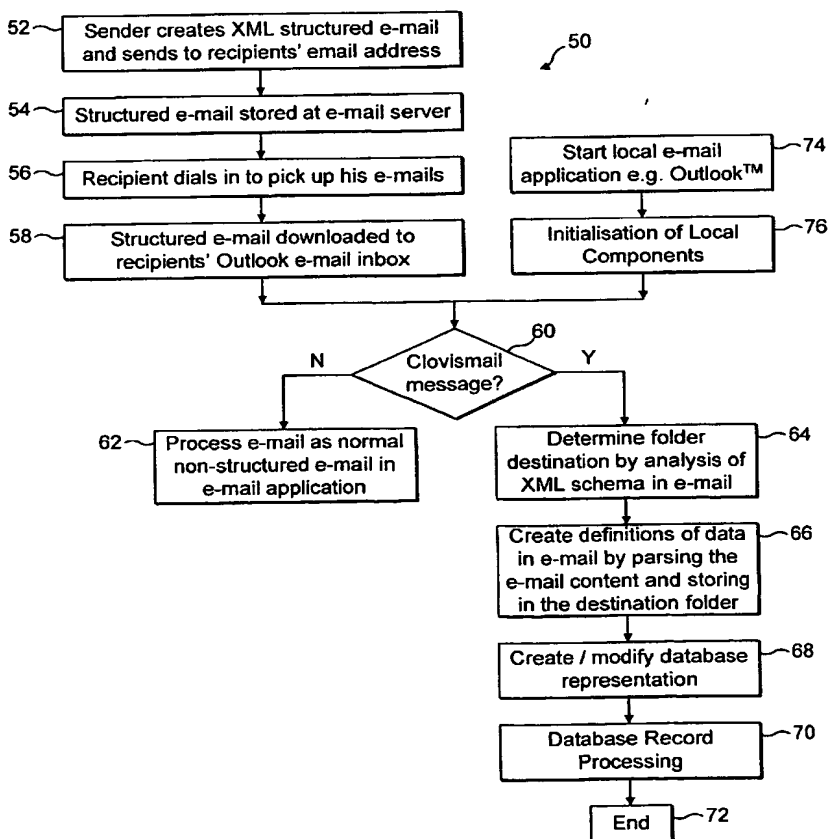 52
Sender creates XML structured e-mail
and sends to recipients' email address
50
54
Structured e-mail stored at e-mail server
56
Recipient dials in to pick up his e-mails
58
Structured e-mail downloaded to
recipients' Outlook e-mail inbox
Start local e-mail
application e.g. Outlook™
74
Initialisation of Local
Components
76
60
N
Clovismail
message?
Y
62
Process e-mail as normal
non-structured e-mail in
e-mail application
Determine folder
destination by analysis of
XML schema in e-mail
64
Create definitions of data
in e-mail by parsing the
e-mail content and storing
in the destination folder
66
Create / modify database
representation
68
Database Record
Processing
70
End
72